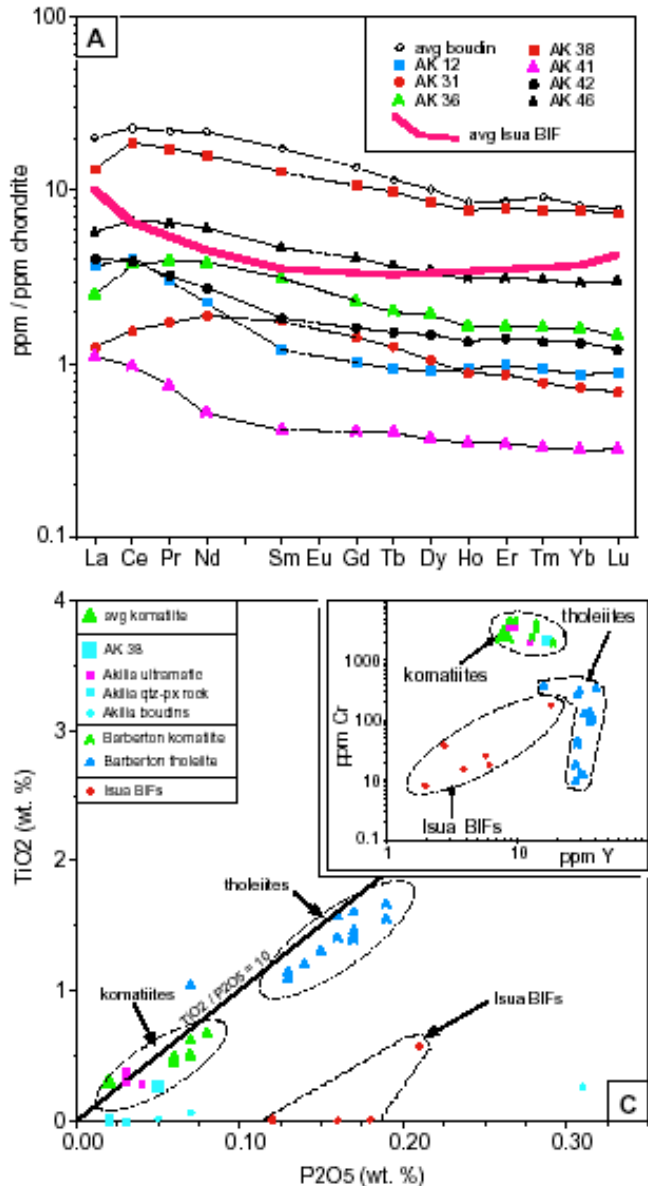 100
A
avg boudin
AK 12
AK 31
AK 36
AK 38
AK 41
AK 42
AK 46
avg Isua BIF
10
1
0.1
ppm / ppm chondrite
La Ce Pr Nd Sm Eu Gd Tb Dy Ho Er Tm Yb Lu
4
3
2
1
0
TiO2 (wt. %)
avg komatiite
AK 38
Akilia ultramafic
Akilia qtz-px rock
Akilia boudins
Barberton komatiite
Barberton tholeiite
Isua BIFs
tholeiites
komatiites
Isua BIFs
1000
100
10
0.1
ppm Cr
1 10
ppm Y
tholeiites
TiO2 / P2O5 = 10
komatiites
Isua BIFs
C
0.00 0.10 0.20 0.30
P2O5 (wt. %)